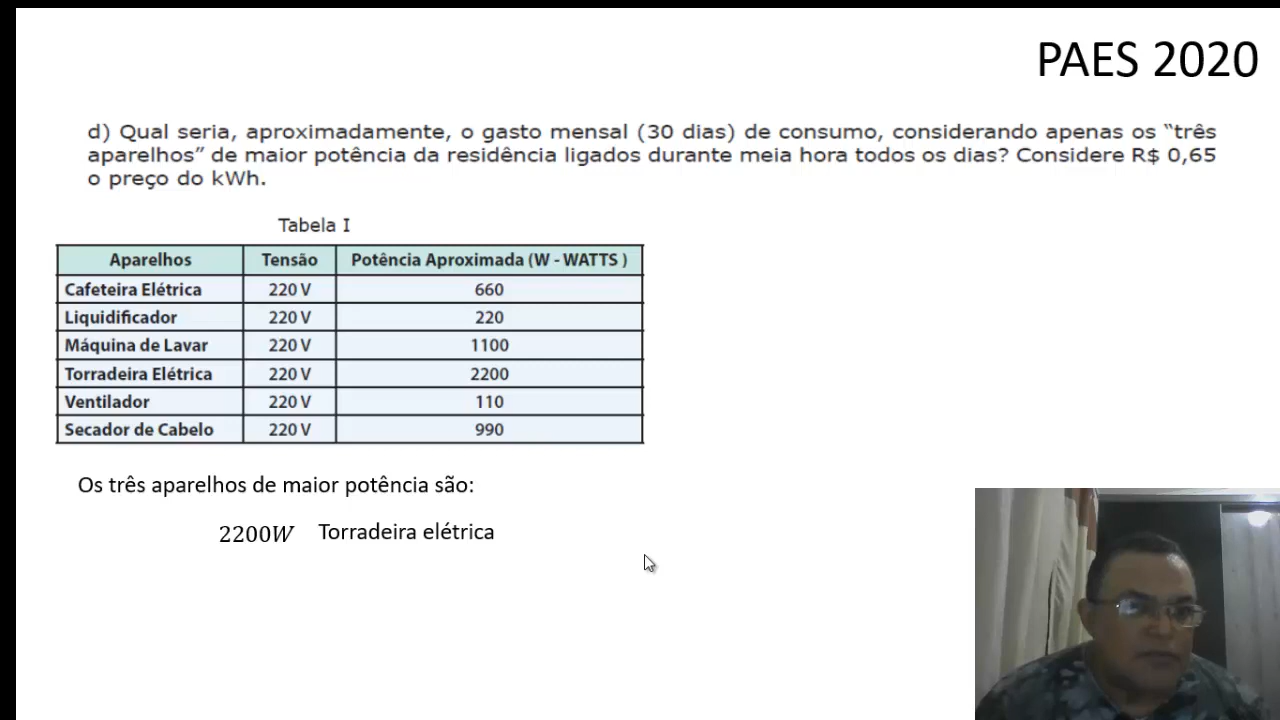 PAES 2020
d) Qual seria, aproximadamente, o gasto mensal (30 dias) de consumo, considerando apenas os “três
aparelhos” de maior potência da residência ligados durante meia hora todos os dias? Considere R$ 0,65
o preço do kWh.
Tabela I
Aparelhos Tensão Potência Aproximada (W - WATTS )
Cafeteira Elétrica 220 V 660
Liquidificador 220 V 220
Máquina de Lavar 220 V 1100
Torradeira Elétrica 220 V 2200
Ventilador 220 V 110
Secador de Cabelo 220 V 990
Os três aparelhos de maior potência são:
2200W Torradeira elétrica